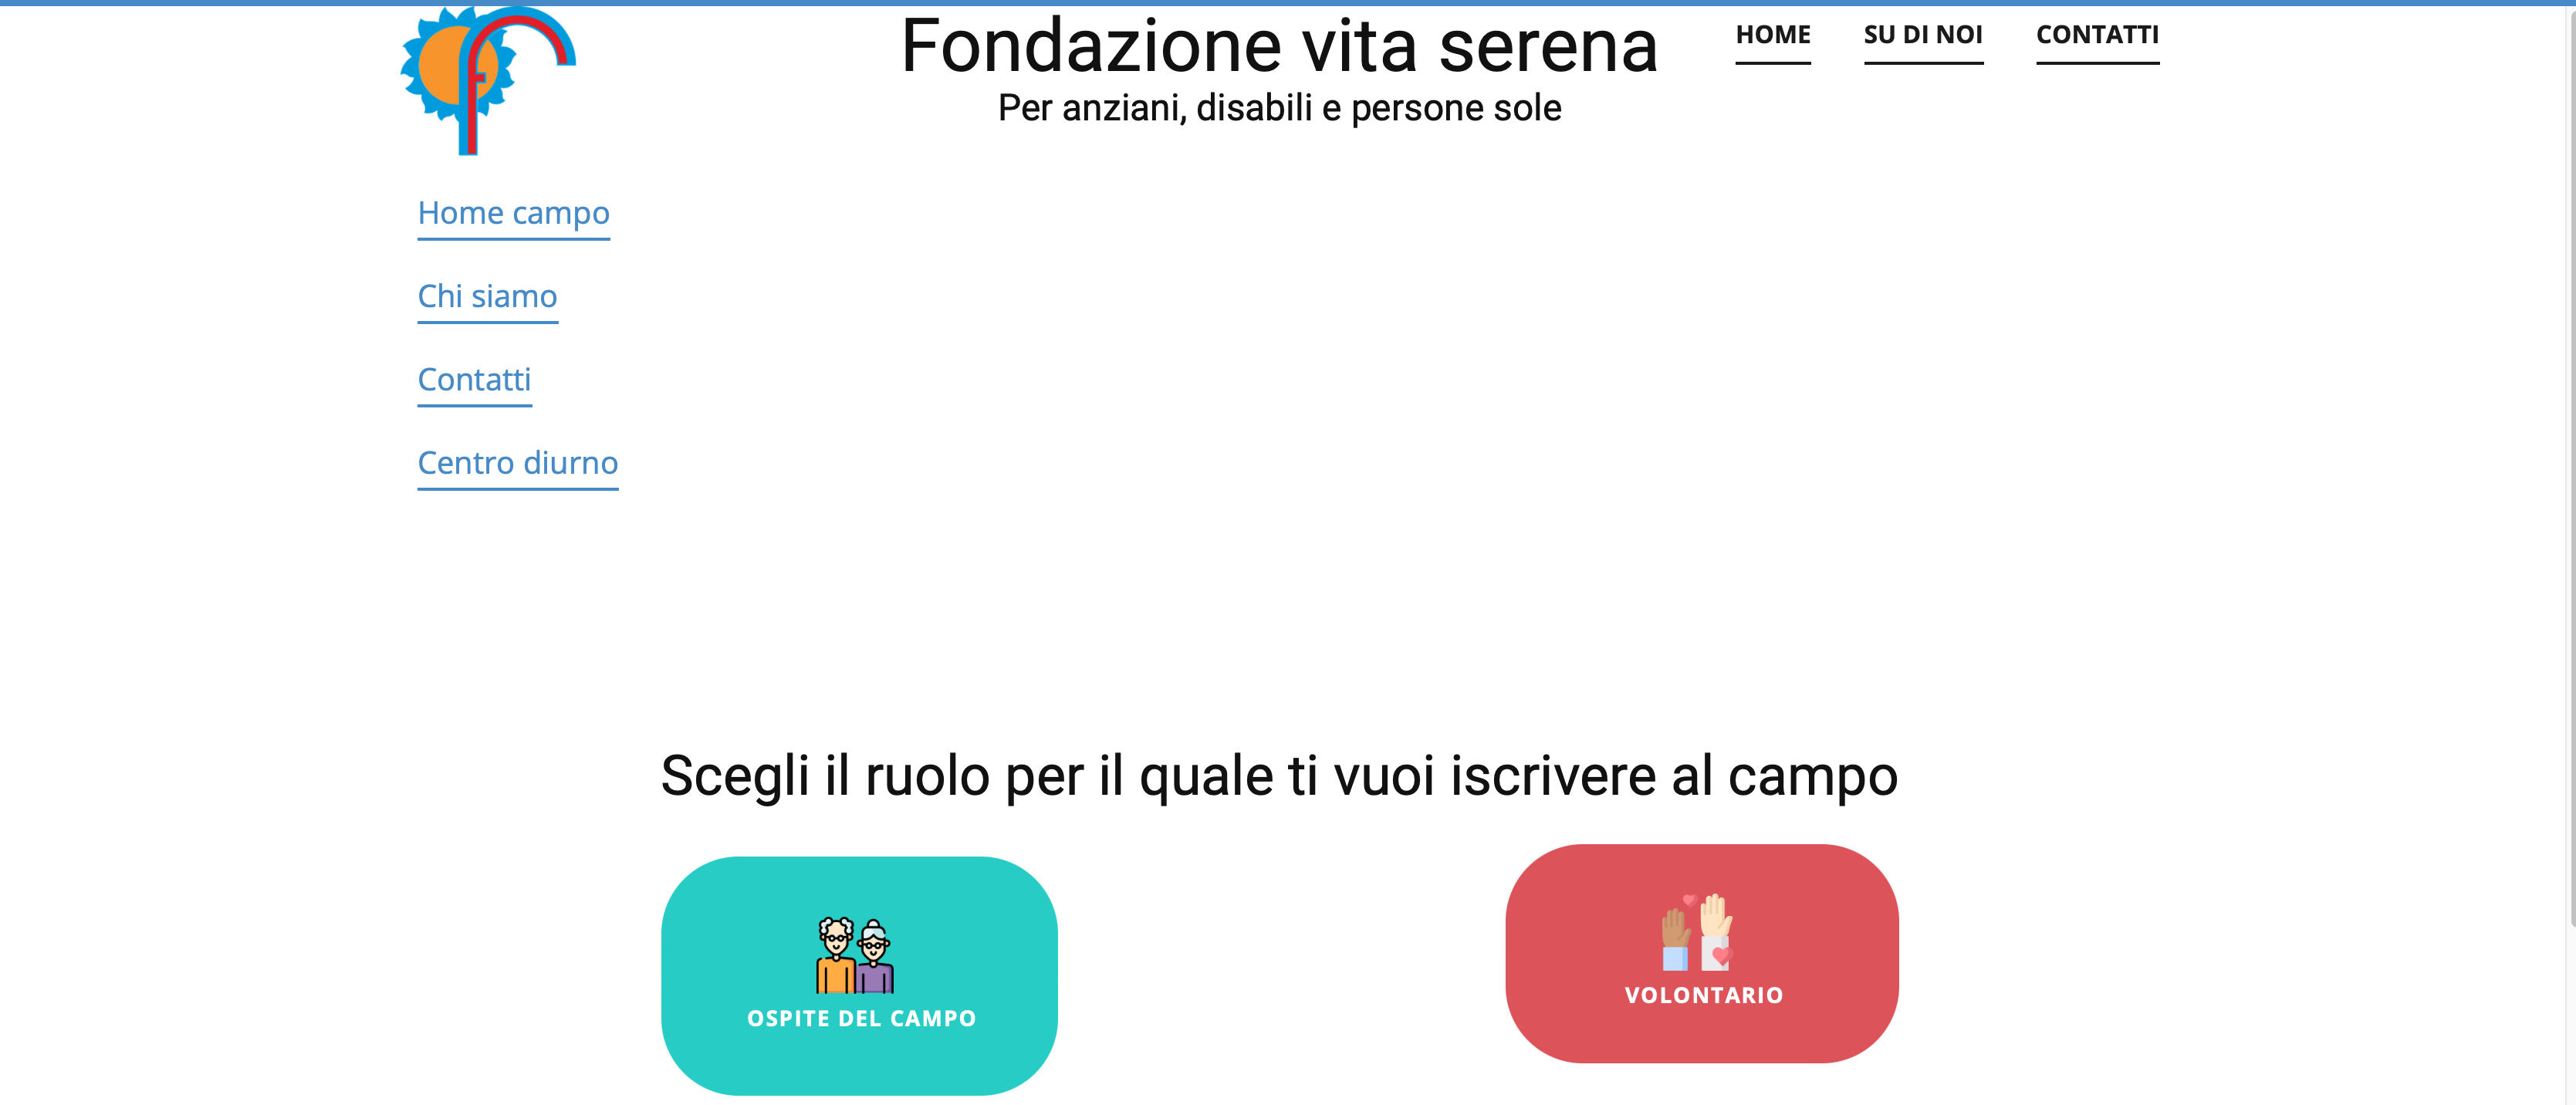 Fondazione vita serena
Per anziani, disabili e persone sole
HOME
SU DI NOI
CONTATTI
Home campo
Chi siamo
Contatti
Centro diurno
Scegli il ruolo per il quale ti vuoi iscrivere al campo
OSPITE DEL CAMPO
VOLONTARIO